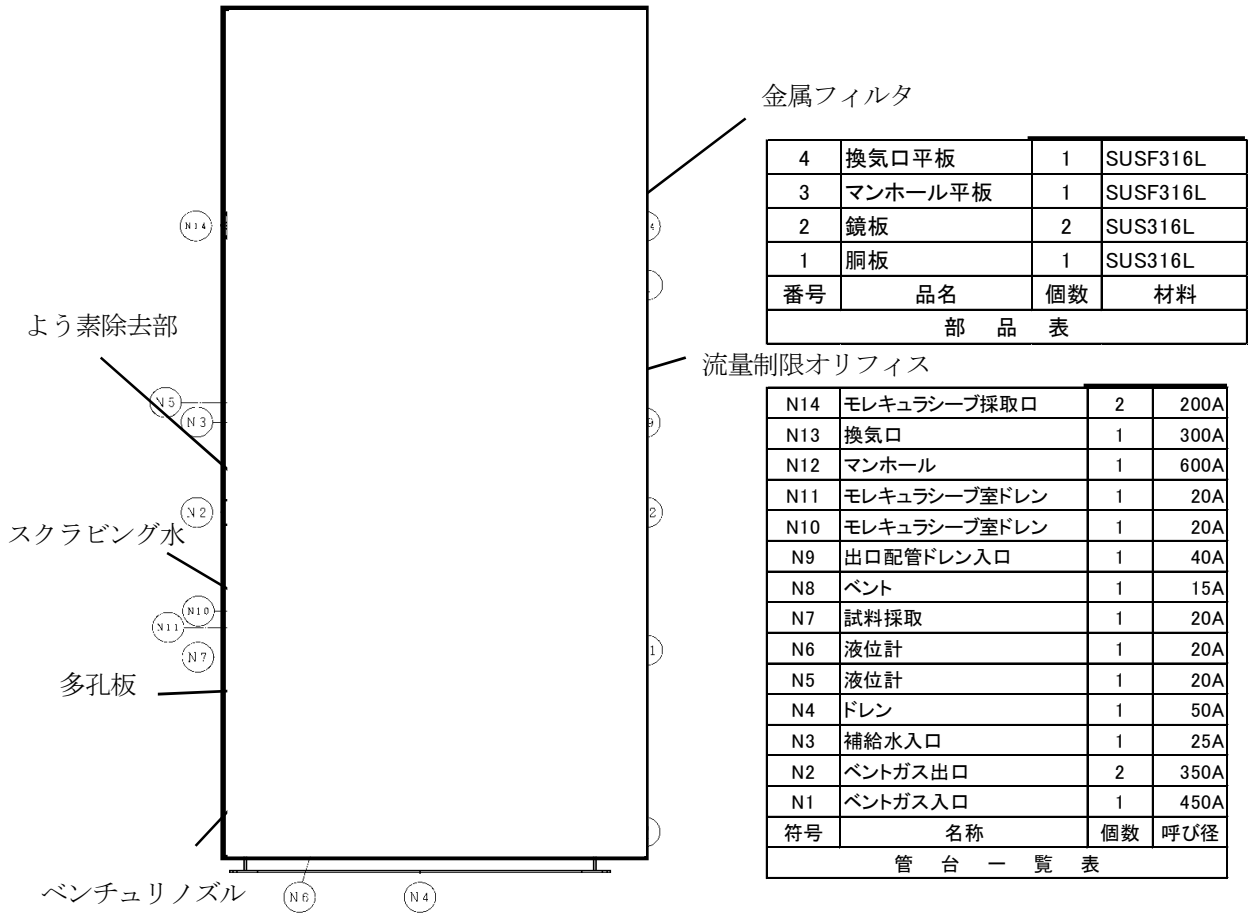 金属フィルタ
4 換気口平板 1 SUSF316L
3 マンホール平板 1 SUSF316L
2 鏡板 2 SUS316L
1 胴板 1 SUS316L
番号 品名 個数 材料
部 品 表
N14
よう素除去部
流量制限オリフィス
N5
N3
N2
スクラビング水
N10
N11
N7
多孔板
ベンチュリノズル
N6
N4
N14 モレキュラシーブ採取口 2 200A
N13 換気口 1 300A
N12 マンホール 1 600A
N11 モレキュラシーブ室ドレン 1 20A
N10 モレキュラシーブ室ドレン 1 20A
N9 出口配管ドレン入口 1 40A
N8 ベント 1 15A
N7 試料採取 1 20A
N6 液位計 1 20A
N5 液位計 1 20A
N4 ドレン 1 50A
N3 補給水入口 1 25A
N2 ベントガス出口 2 350A
N1 ベントガス入口 1 450A
符号 名称 個数 呼び径
管 台 一 覧 表